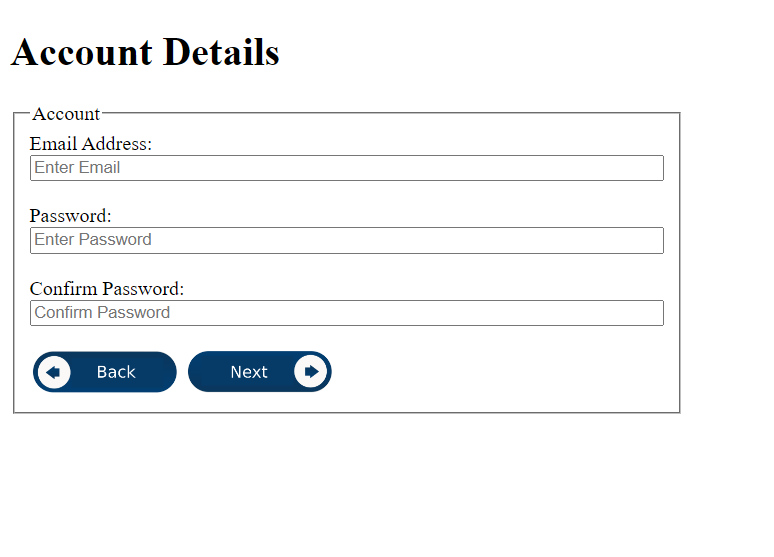 Account Details
Account
Email Address:
Enter Email
Password:
Enter Password
Confirm Password:
Confirm Password
Back Next